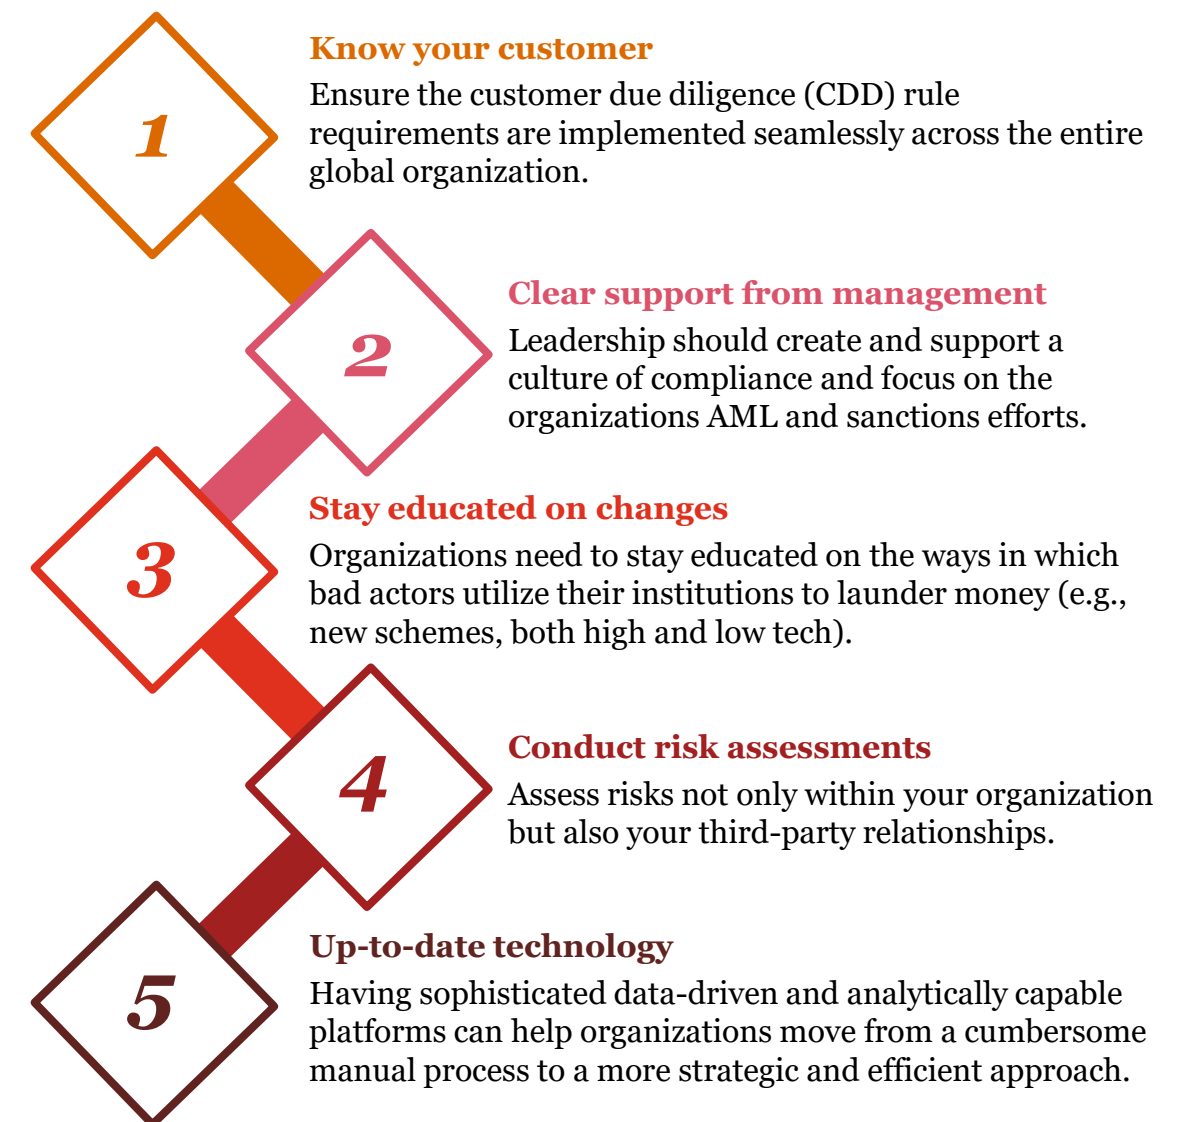 1
Know your customer
Ensure the customer due diligence (CDD) rule
requirements are implemented seamlessly across the entire
global organization.
2
Clear support from management
Leadership should create and support a
culture of compliance and focus on the
organizations AML and sanctions efforts.
3
Stay educated on changes
Organizations need to stay educated on the ways in which
bad actors utilize their institutions to launder money (e.g.,
new schemes, both high and low tech).
4
Conduct risk assessments
Assess risks not only within your organization
but also your third-party relationships.
5
Up-to-date technology
Having sophisticated data-driven and analytically capable
platforms can help organizations move from a cumbersome
manual process to a more strategic and efficient approach.